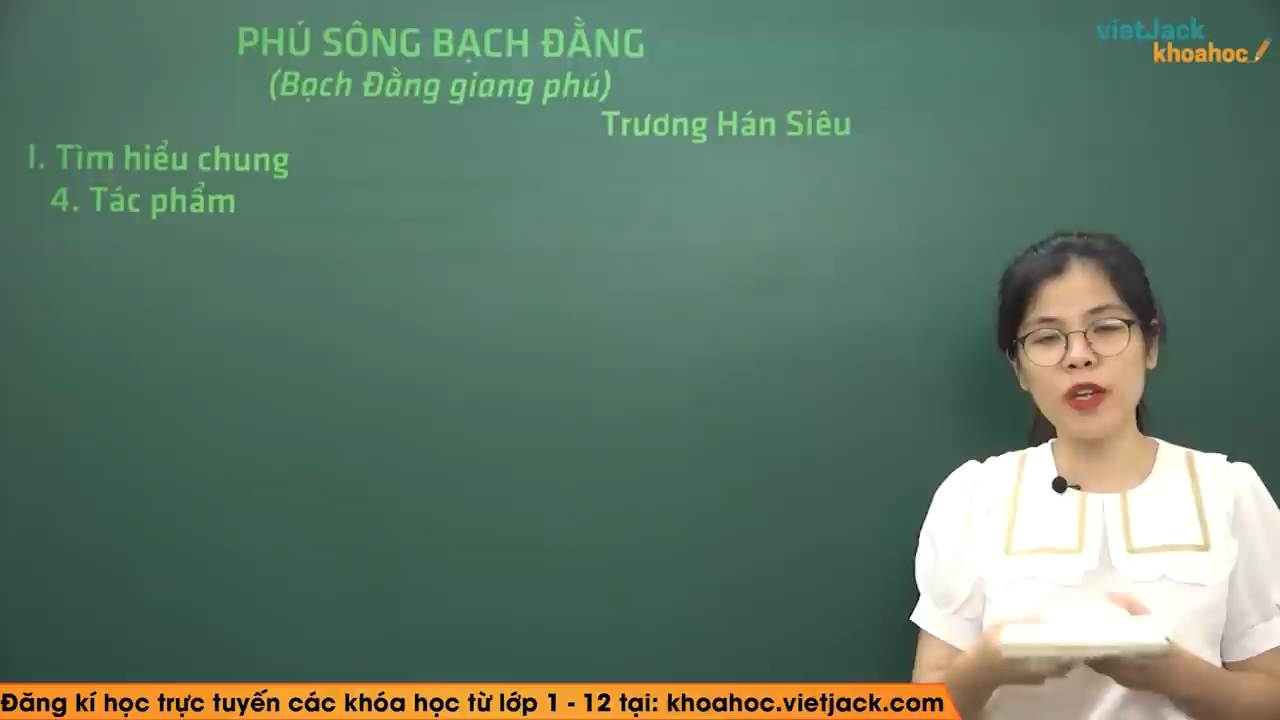 PHÚ SÔNG BẠCH ĐẰNG
(Bạch Đằng giang phú)
Trương Hán Siêu
I. Tìm hiểu chung
4. Tác phẩm
vietJack
khoahoc
Đăng kí học trực tuyến các khóa học từ lớp 1 - 12 tại: khoahoc.vietjack.com